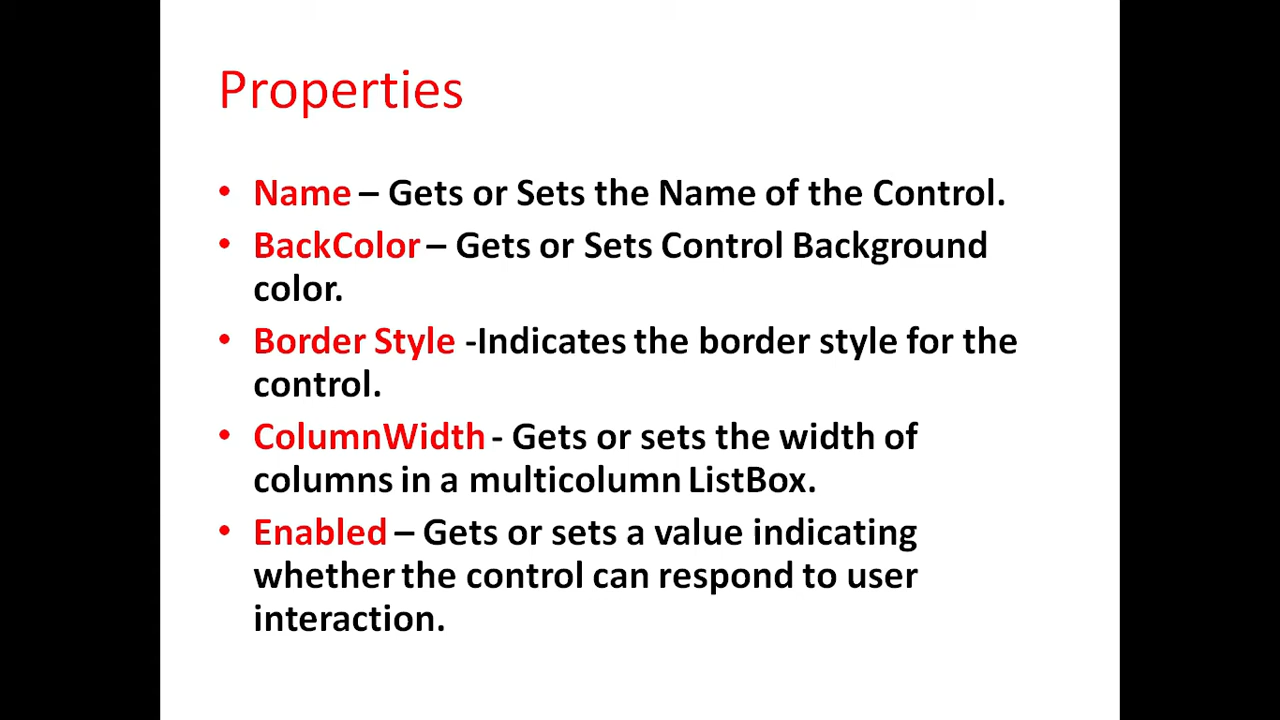 Properties
• Name – Gets or Sets the Name of the Control.
• BackColor – Gets or Sets Control Background
color.
• Border Style -Indicates the border style for the
control.
• ColumnWidth - Gets or sets the width of
columns in a multicolumn ListBox.
• Enabled – Gets or sets a value indicating
whether the control can respond to user
interaction.